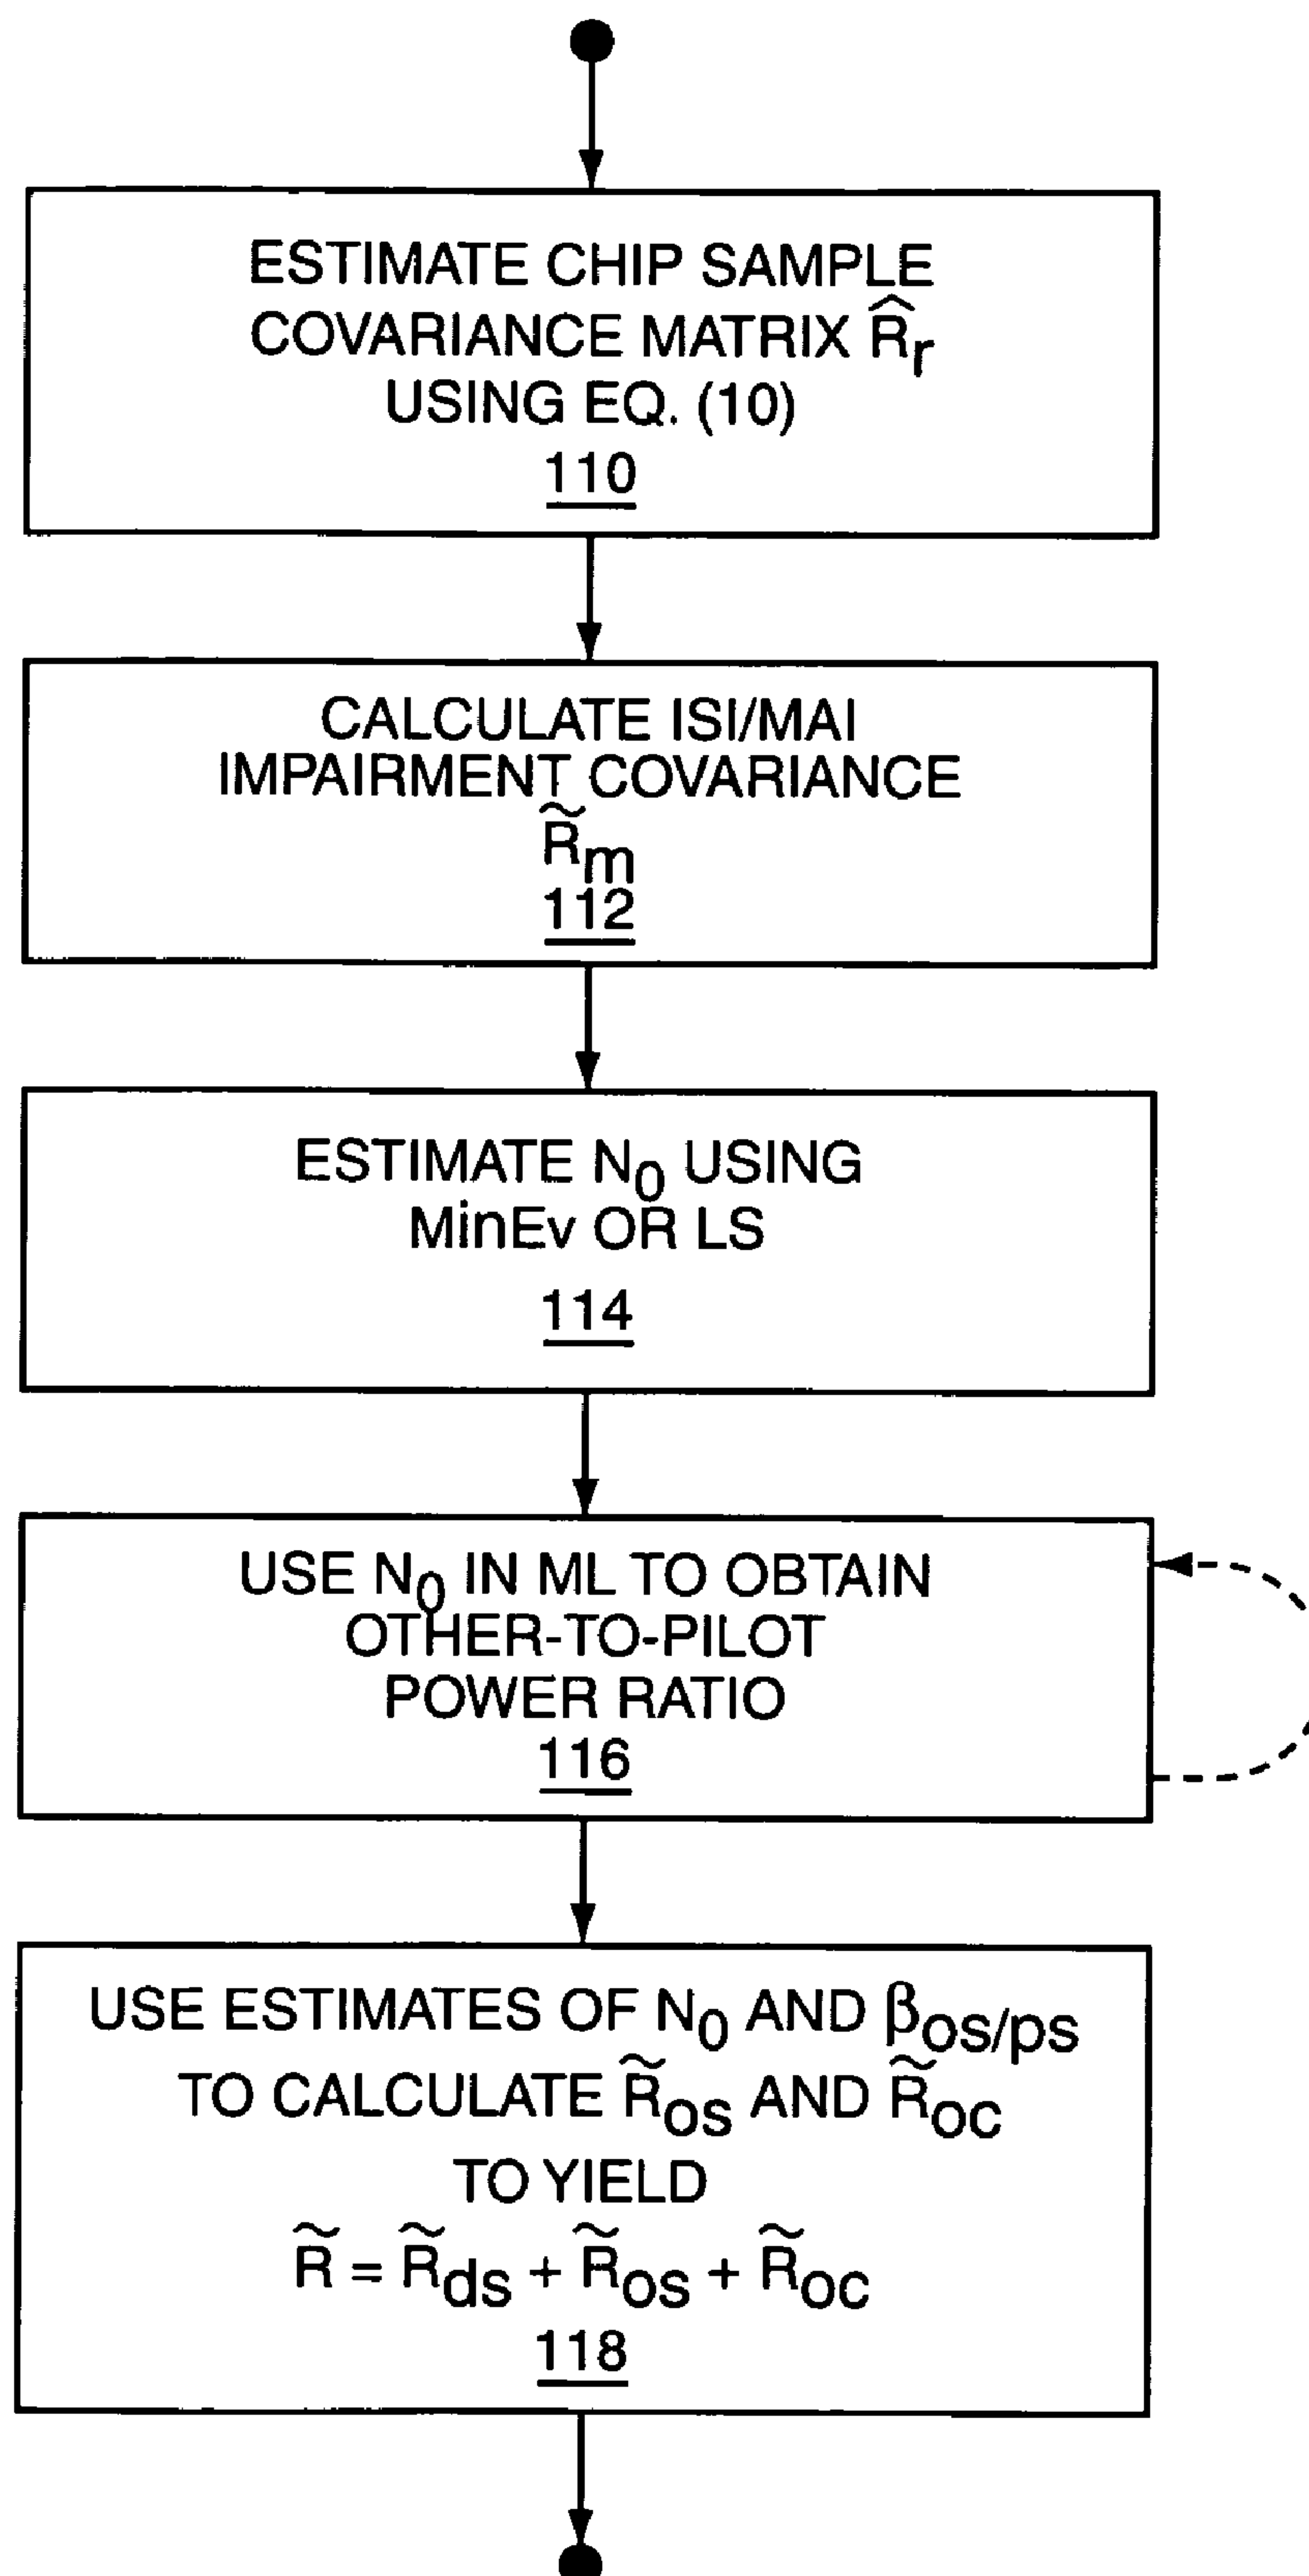 ESTIMATE CHIP SAMPLE
COVARIANCE MATRIX R̂r
USING EQ. (10)
110
CALCULATE ISI/MAI
IMPAIRMENT COVARIANCE
R̃m
112
ESTIMATE N0 USING
MinEv OR LS
114
USE N0 IN ML TO OBTAIN
OTHER-TO-PILOT
POWER RATIO
116
USE ESTIMATES OF N0 AND βos/ps
TO CALCULATE R̃os AND R̃oc
TO YIELD
R̃ = R̃ds + R̃os + R̃oc
118